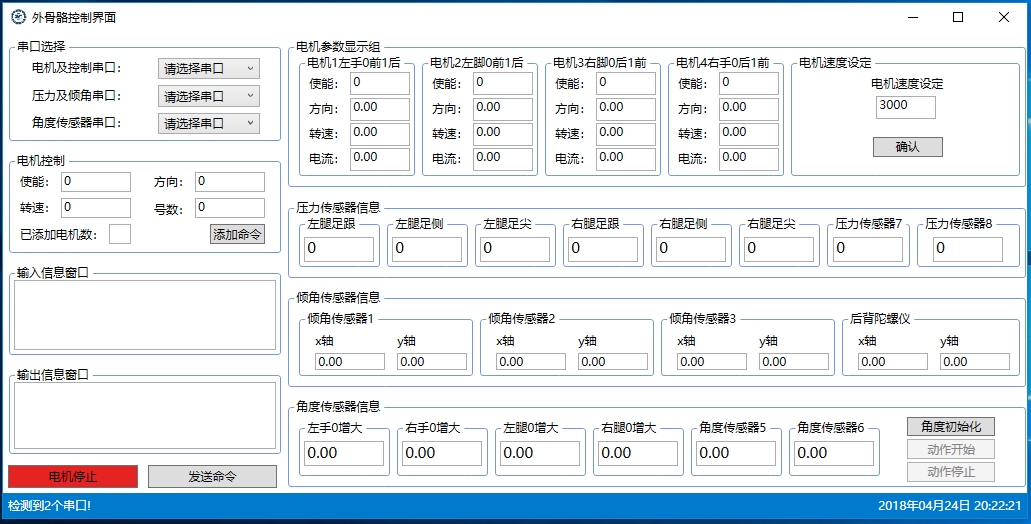 外骨骼控制界面
串口选择
电机及控制串口： 请选择串口
压力及倾角串口： 请选择串口
角度传感器串口： 请选择串口
电机控制
使能： 0 方向： 0
转速： 0 号数： 0
已添加电机数： 添加命令
输入信息窗口
输出信息窗口
电机停止 发送命令
电机参数显示组
电机1左手0前1后
使能： 0
方向： 0.00
转速： 0.00
电流： 0.00
电机2左脚0前1后
使能： 0
方向： 0.00
转速： 0.00
电流： 0.00
电机3右脚0后1前
使能： 0
方向： 0.00
转速： 0.00
电流： 0.00
电机4右手0后1前
使能： 0
方向： 0.00
转速： 0.00
电流： 0.00
电机速度设定
电机速度设定
3000
确认
压力传感器信息
左腿足跟 左腿足侧 左腿足尖 右腿足跟 右腿足侧 右腿足尖 压力传感器7 压力传感器8
0 0 0 0 0 0 0 0
倾角传感器信息
倾角传感器1 倾角传感器2 倾角传感器3 后背陀螺仪
x轴 y轴 x轴 y轴 x轴 y轴 x轴 y轴
0.00 0.00 0.00 0.00 0.00 0.00 0.00 0.00
角度传感器信息
左手0增大 右手0增大 左腿0增大 右腿0增大 角度传感器5 角度传感器6
0.00 0.00 0.00 0.00 0.00 0.00
角度初始化
动作开始
动作停止
检测到2个串口! 2018年04月24日 20:22:21